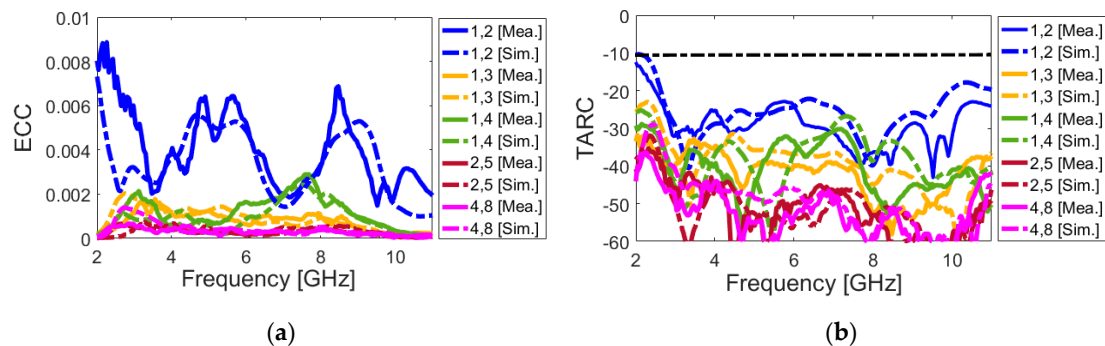 0.01
0.008
0.006
0.004
0.002
0
ECC
2
4
6
8
10
Frequency [GHz]
1,2 [Mea.]
1,2 [Sim.]
1,3 [Mea.]
1,3 [Sim.]
1,4 [Mea.]
1,4 [Sim.]
2,5 [Mea.]
2,5 [Sim.]
4,8 [Mea.]
4,8 [Sim.]
(a)
0
-10
-20
-30
-40
-50
-60
TARC
2
4
6
8
10
Frequency [GHz]
1,2 [Mea.]
1,2 [Sim.]
1,3 [Mea.]
1,3 [Sim.]
1,4 [Mea.]
1,4 [Sim.]
2,5 [Mea.]
2,5 [Sim.]
4,8 [Mea.]
4,8 [Sim.]
(b)